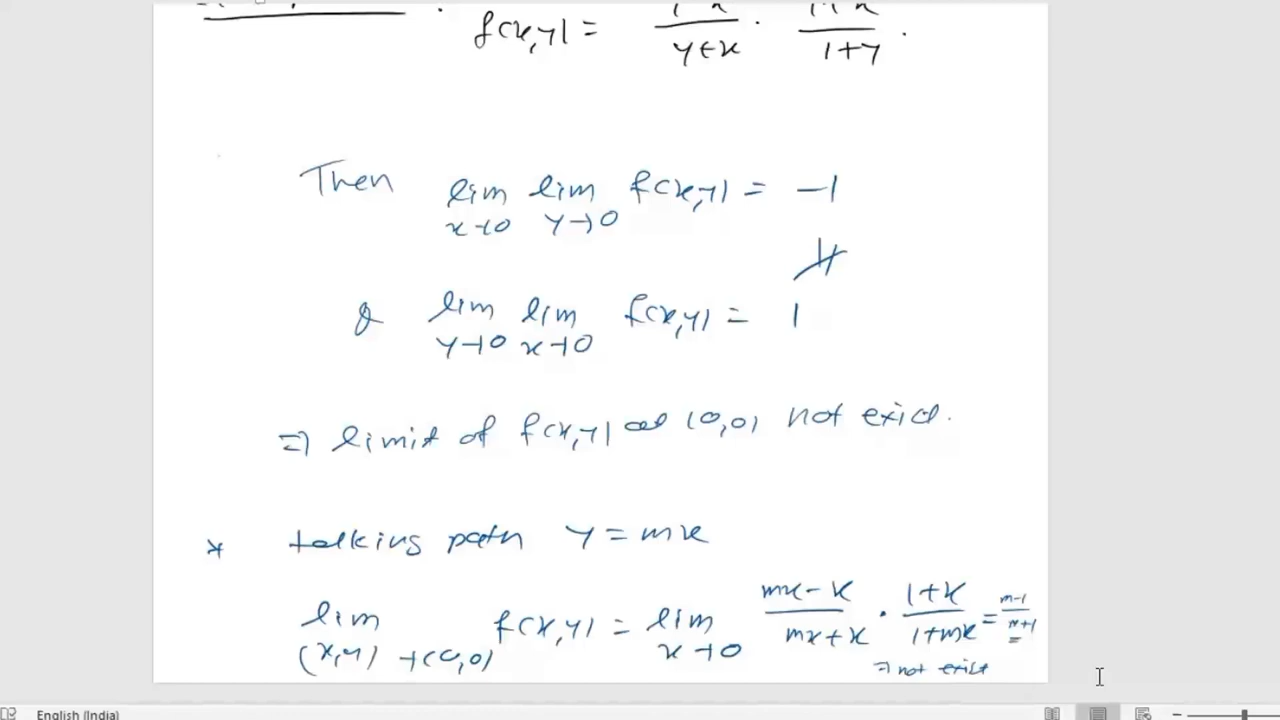 f(x,y) = y-x/y+x · 1+x/1+y .
Then lim x→0 lim y→0 f(x,y) = -1
≠
& lim y→0 lim x→0 f(x,y) = 1
⇒ limit of f(x,y) at (0,0) not exist.
* talking path y = mx
lim (x,y)→(0,0) f(x,y) = lim x→0 mx-x/mx+x · 1+x/1+mx = m-1/m+1
⇒ not exist
English (India)